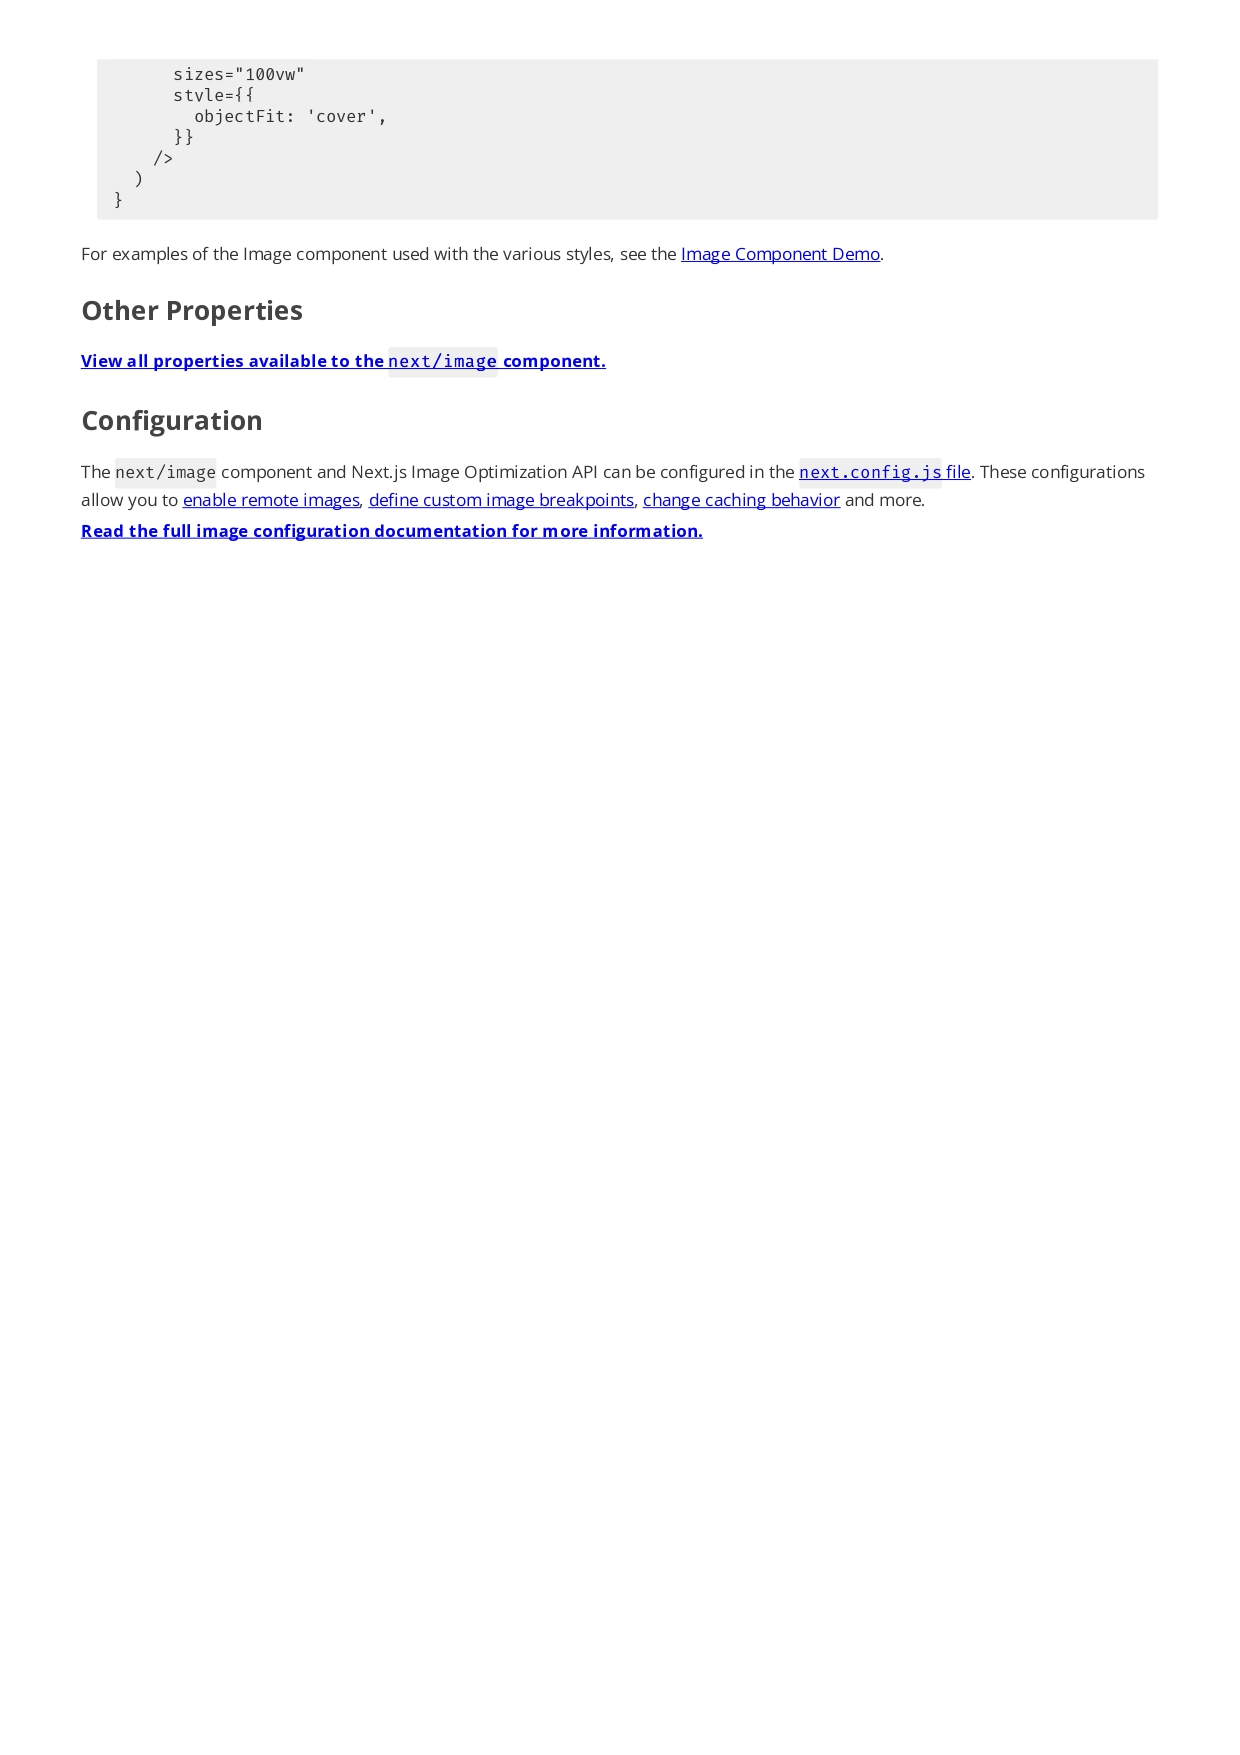 sizes="100vw"
style={{
objectFit: 'cover',
}}
/>
)
}
For examples of the Image component used with the various styles, see the Image Component Demo.
Other Properties
View all properties available to the next/image component.
Configuration
The next/image component and Next.js Image Optimization API can be configured in the next.config.js file. These configurations
allow you to enable remote images, define custom image breakpoints, change caching behavior and more.
Read the full image configuration documentation for more information.